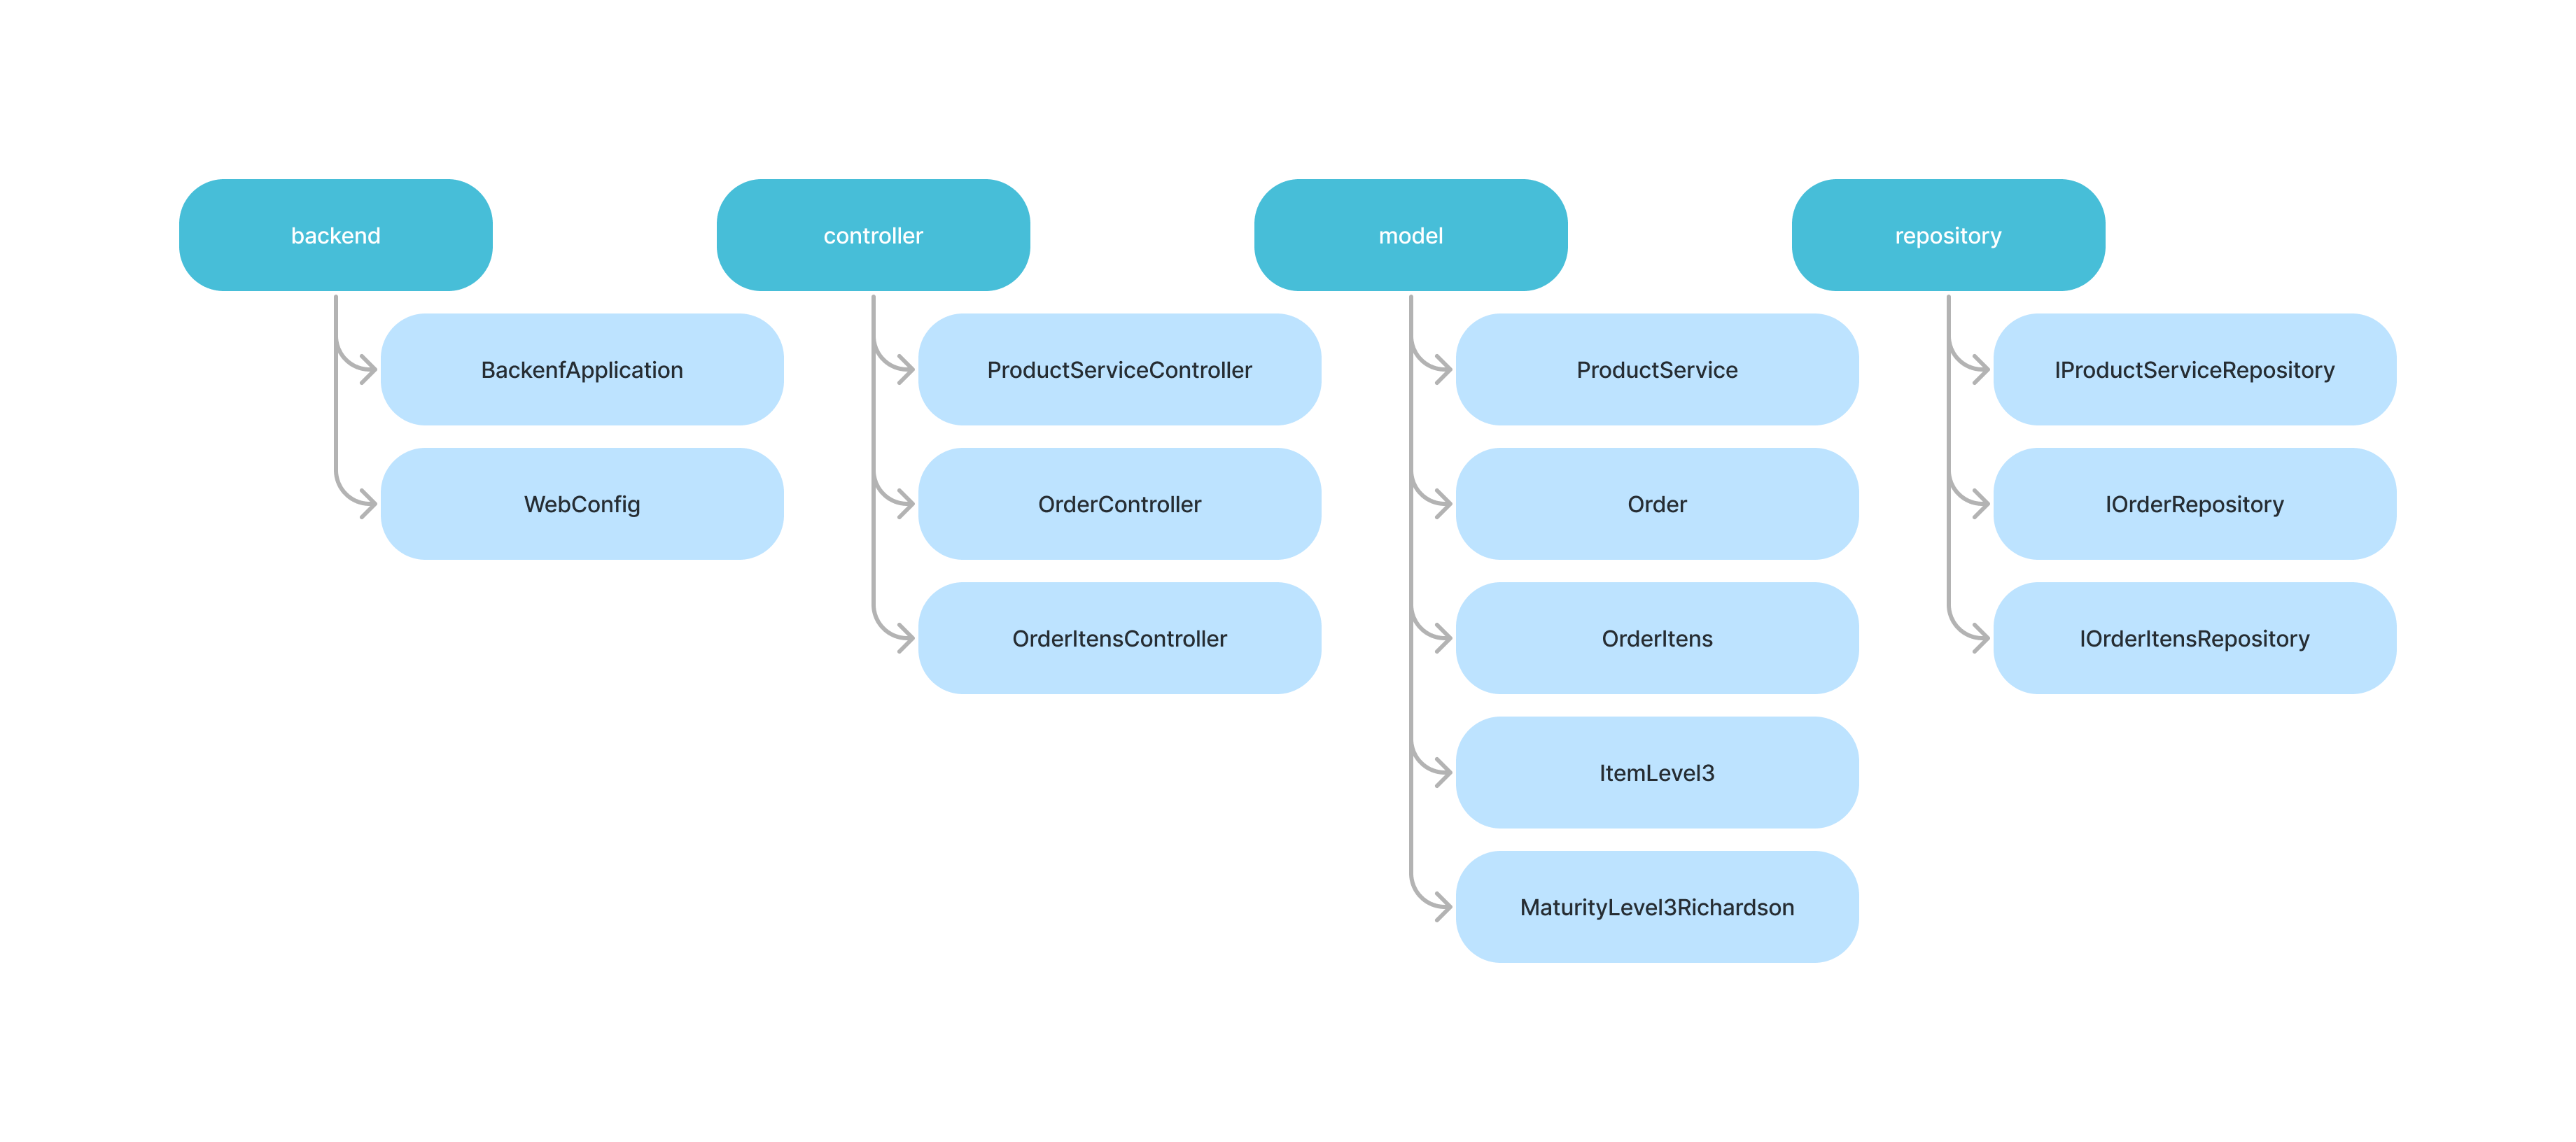 backend
BackenfApplication
WebConfig
controller
ProductServiceController
OrderController
OrderItensController
model
ProductService
Order
OrderItens
ItemLevel3
MaturityLevel3Richardson
repository
IProductServiceRepository
IOrderRepository
IOrderItensRepository